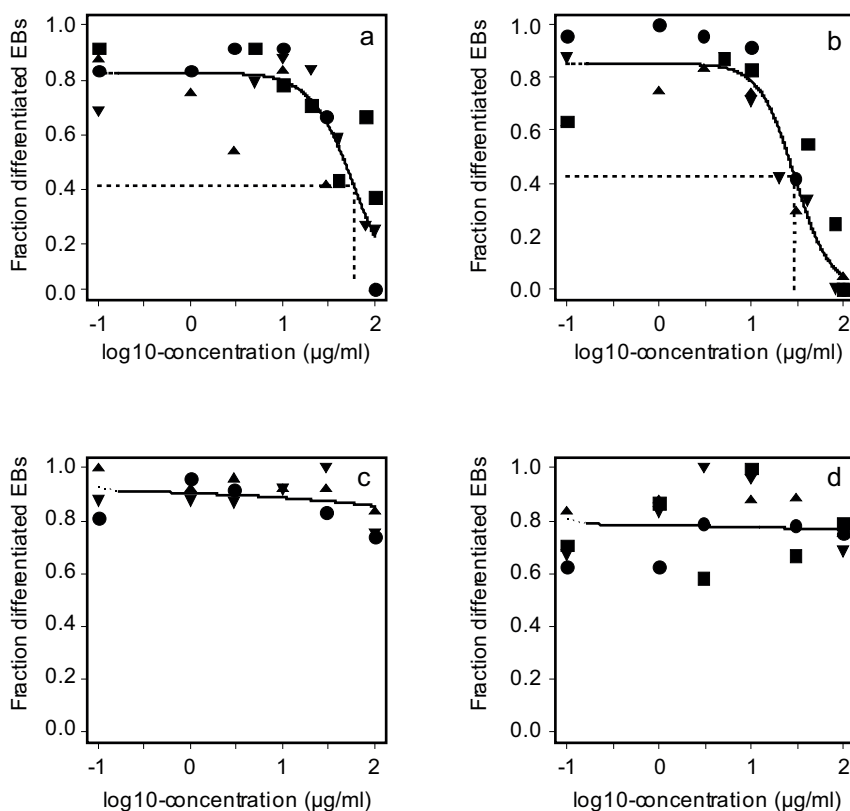 a
1.0
0.8
0.6
0.4
0.2
0.0
Fraction differentiated EBs
-1 0 1 2
log10-concentration (µg/ml)
b
1.0
0.8
0.6
0.4
0.2
0.0
Fraction differentiated EBs
-1 0 1 2
log10-concentration (µg/ml)
c
1.0
0.8
0.6
0.4
0.2
0.0
Fraction differentiated EBs
-1 0 1 2
log10-concentration (µg/ml)
d
1.0
0.8
0.6
0.4
0.2
0.0
Fraction differentiated EBs
-1 0 1 2
log10-concentration (µg/ml)